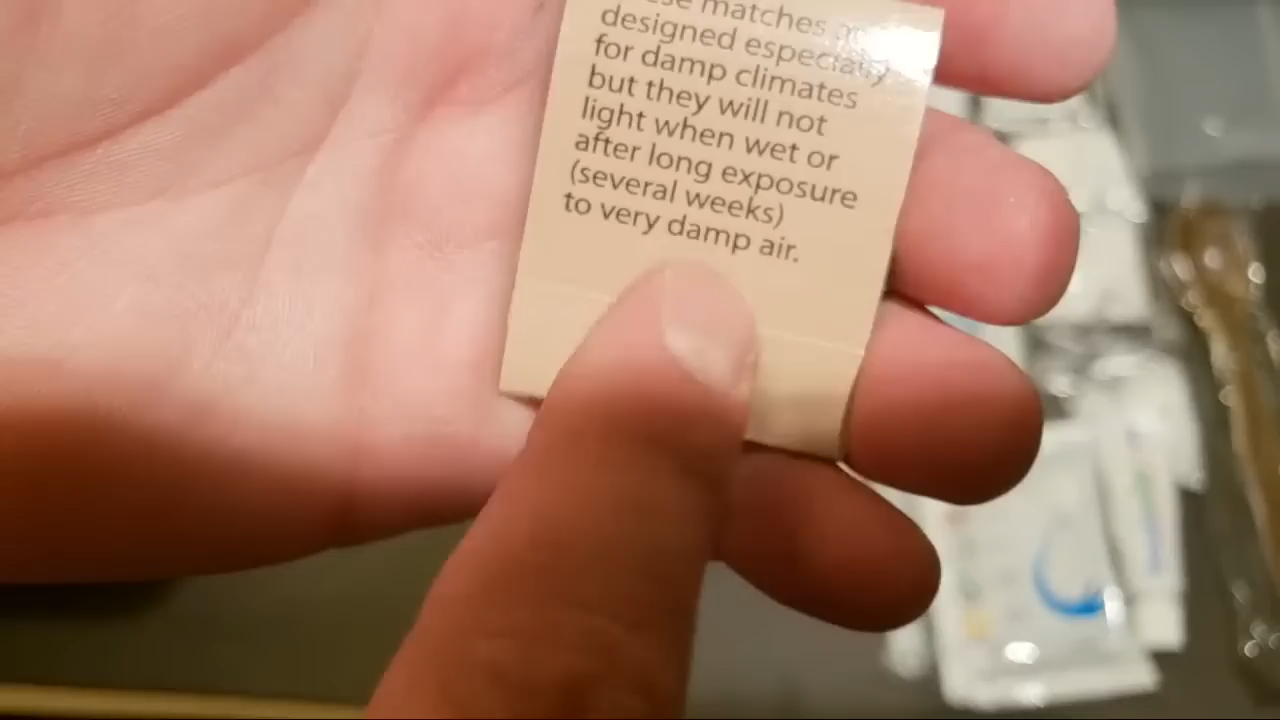 matches
designed especially
for damp climates
but they will not
light when wet or
after long exposure
(several weeks)
to very damp air.